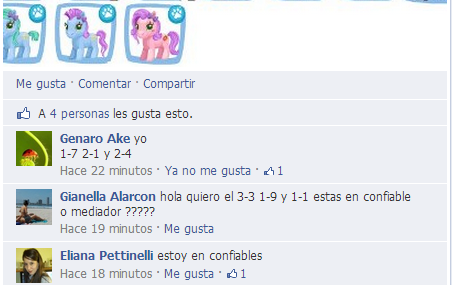 Me gusta · Comentar · Compartir
A 4 personas les gusta esto.
Genaro Ake yo
1-7 2-1 y 2-4
Hace 22 minutos · Ya no me gusta · 1
Gianella Alarcon hola quiero el 3-3 1-9 y 1-1 estas en confiable
o mediador ?????
Hace 19 minutos · Me gusta
Eliana Pettinelli estoy en confiables
Hace 18 minutos · Me gusta · 1